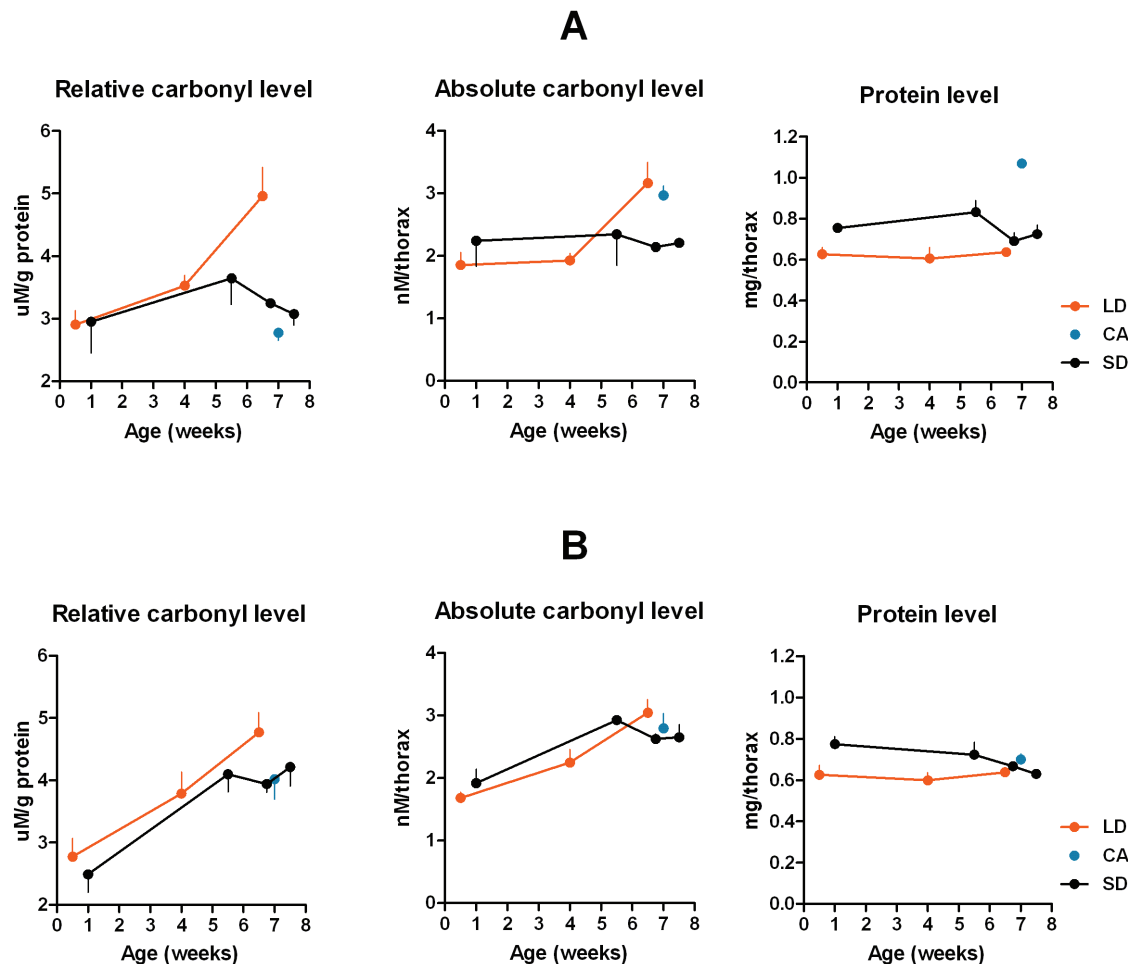 A
Relative carbonyl level
Absolute carbonyl level
Protein level
uM/g protein
6
5
4
3
2
0 1 2 3 4 5 6 7 8
Age (weeks)
nM/thorax
4
3
2
1
0
0 1 2 3 4 5 6 7 8
Age (weeks)
mg/thorax
1.2
1.0
0.8
0.6
0.4
0.2
0.0
0 1 2 3 4 5 6 7 8
Age (weeks)
LD
CA
SD
B
Relative carbonyl level
Absolute carbonyl level
Protein level
uM/g protein
6
5
4
3
2
0 1 2 3 4 5 6 7 8
Age (weeks)
nM/thorax
4
3
2
1
0
0 1 2 3 4 5 6 7 8
Age (weeks)
mg/thorax
1.2
1.0
0.8
0.6
0.4
0.2
0.0
0 1 2 3 4 5 6 7 8
Age (weeks)
LD
CA
SD